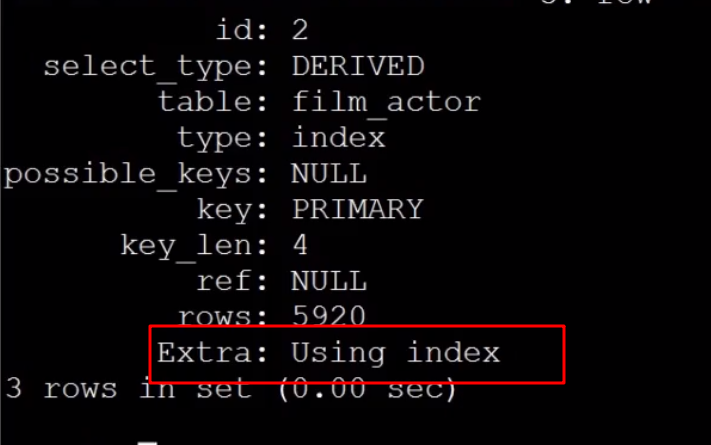 id: 2
select_type: DERIVED
table: film_actor
type: index
possible_keys: NULL
key: PRIMARY
key_len: 4
ref: NULL
rows: 5920
Extra: Using index
3 rows in set (0.00 sec)